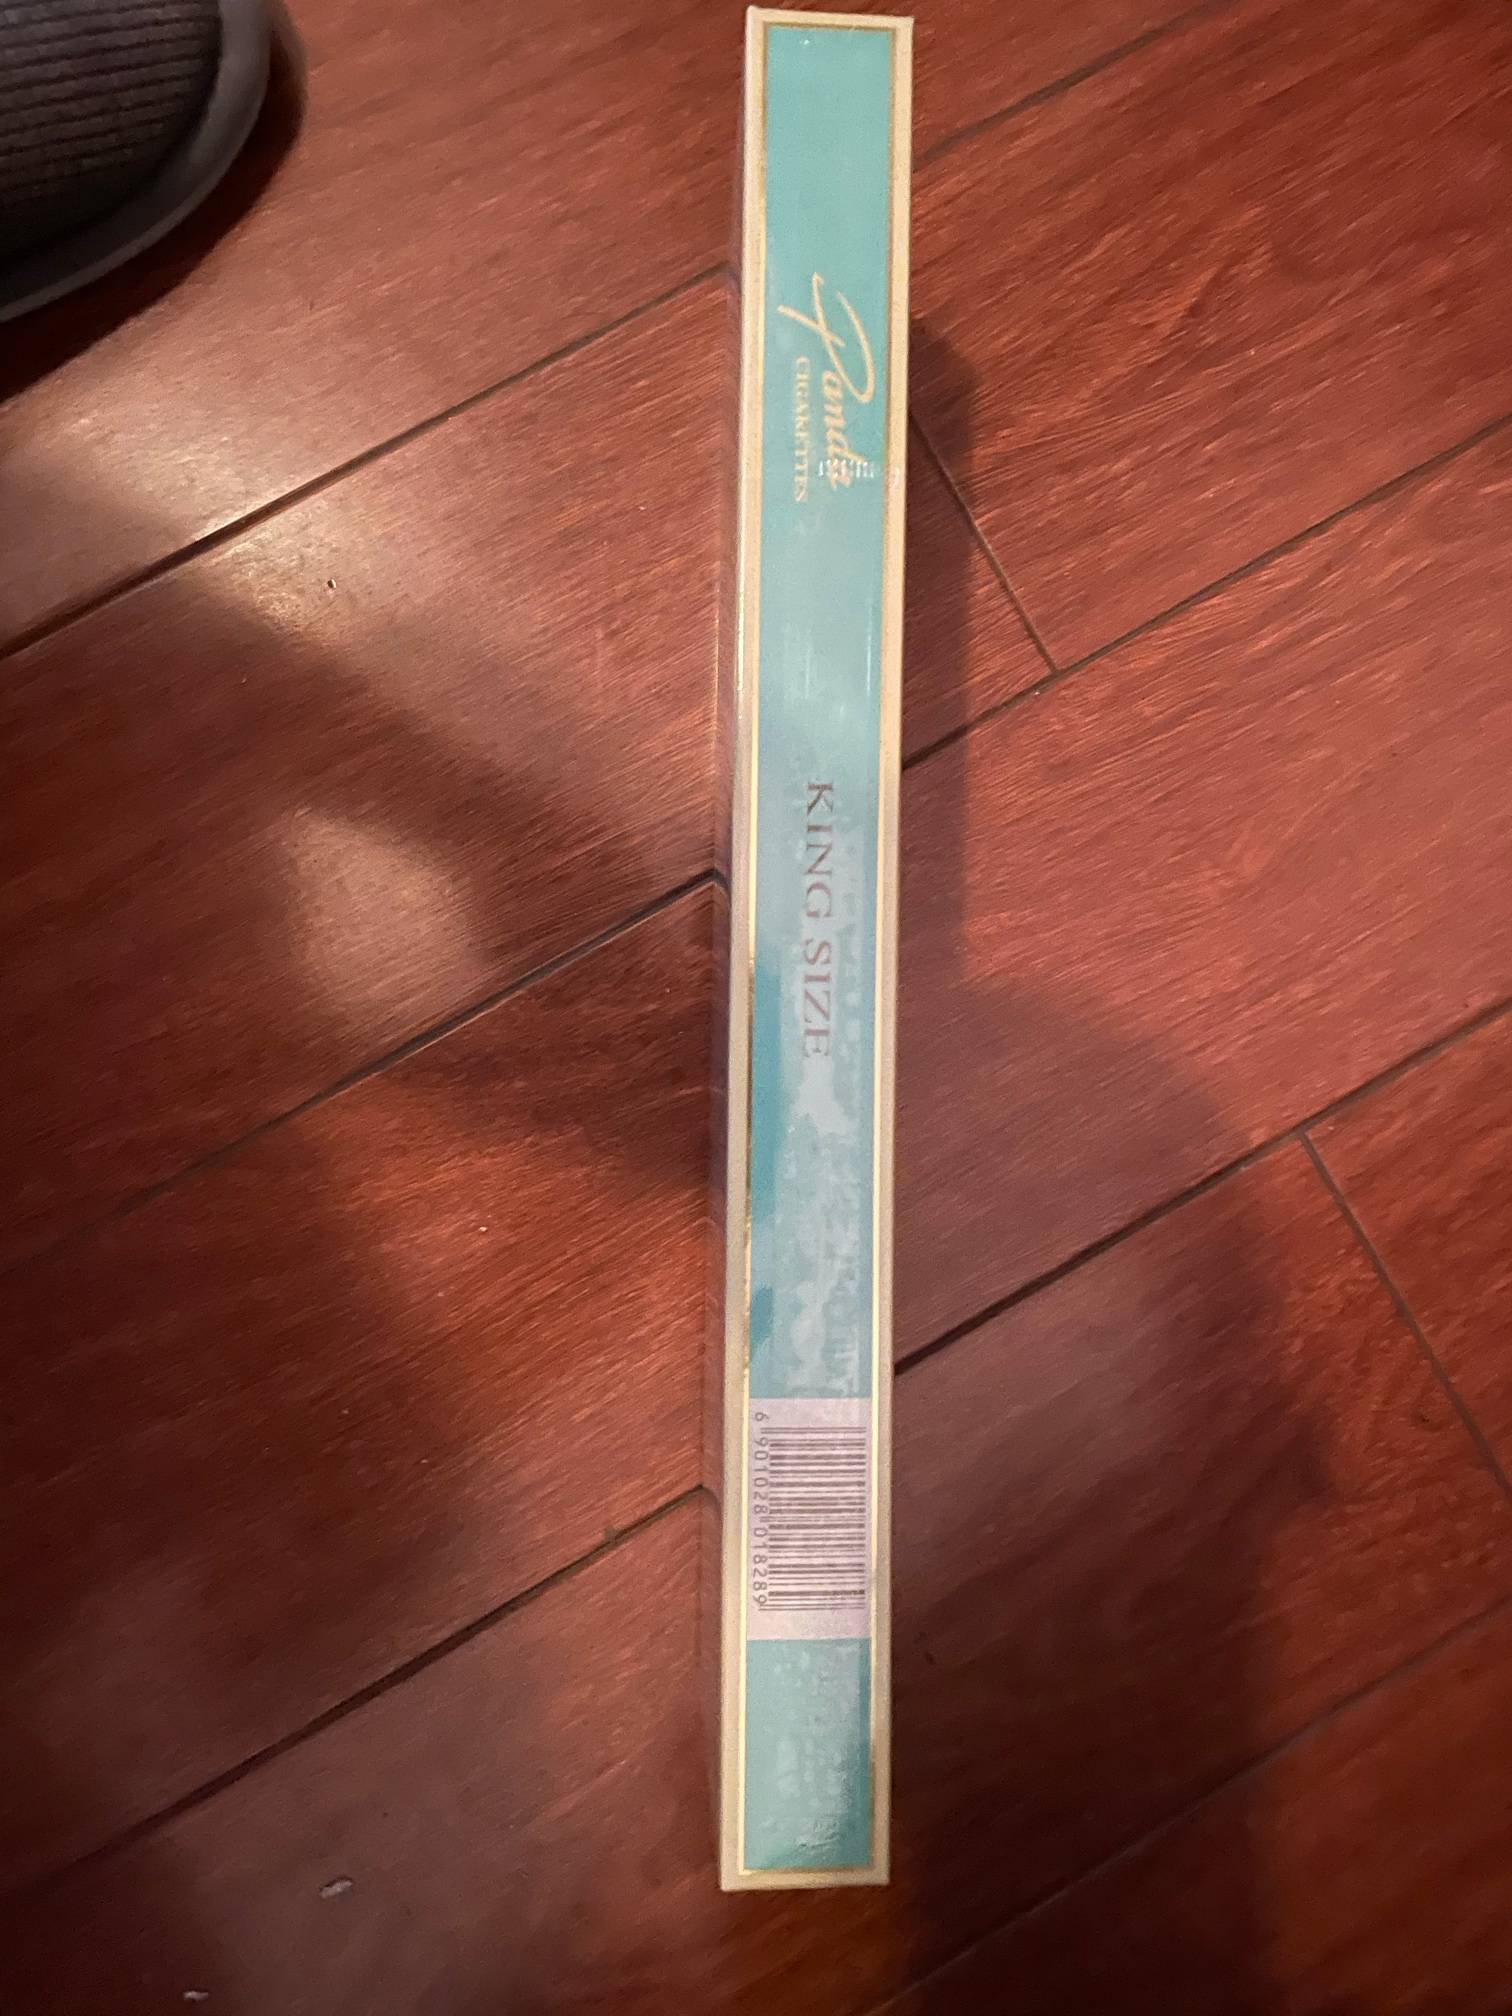 Panda
CIGARETTES
KING SIZE
6 901028 018289